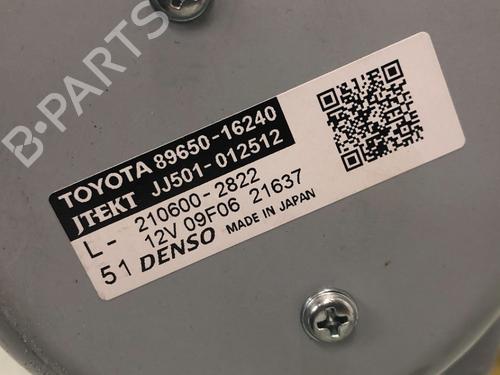 B-PARTS
TOYOTA 89650-16240
JTEKT JJ501-012512
L- 210600-2822
12V 09F06 21637
51 DENSO MADE IN JAPAN